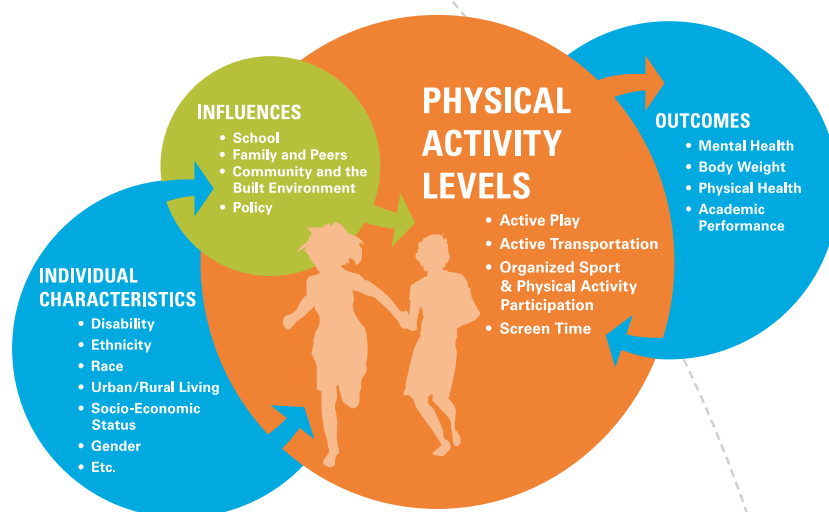 INFLUENCES
• School
• Family and Peers
• Community and the
Built Environment
• Policy
PHYSICAL
ACTIVITY
LEVELS
• Active Play
• Active Transportation
• Organized Sport
& Physical Activity
Participation
• Screen Time
OUTCOMES
• Mental Health
• Body Weight
• Physical Health
• Academic
Performance
INDIVIDUAL
CHARACTERISTICS
• Disability
• Ethnicity
• Race
• Urban/Rural Living
• Socio-Economic
Status
• Gender
• Etc.